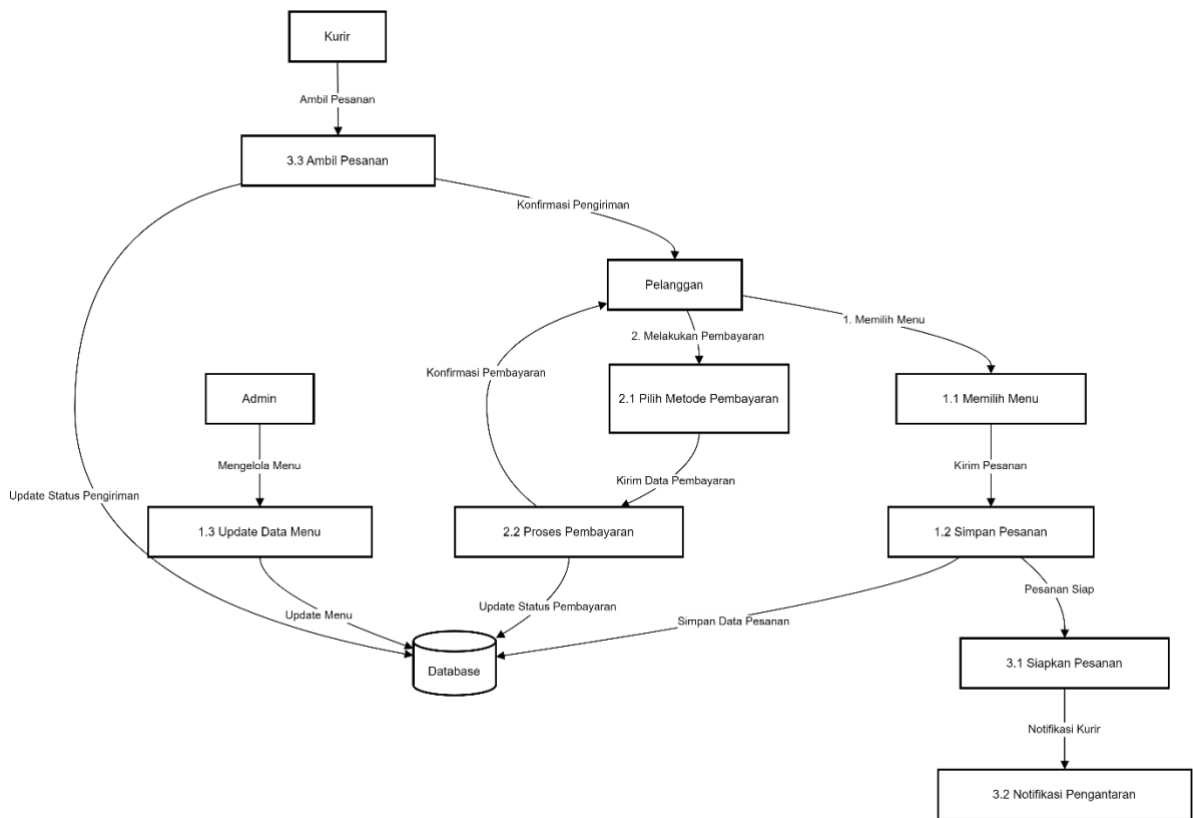 Kurir
Ambil Pesanan
3.3 Ambil Pesanan
Konfirmasi Pengiriman
Pelanggan
1. Memilih Menu
2. Melakukan Pembayaran
Konfirmasi Pembayaran
Admin
2.1 Pilih Metode Pembayaran
1.1 Memilih Menu
Mengelola Menu
Kirim Data Pembayaran
Kirim Pesanan
Update Status Pengiriman
1.3 Update Data Menu
2.2 Proses Pembayaran
1.2 Simpan Pesanan
Pesanan Siap
Update Menu
Update Status Pembayaran
Simpan Data Pesanan
Database
3.1 Siapkan Pesanan
Notifikasi Kurir
3.2 Notifikasi Pengantaran